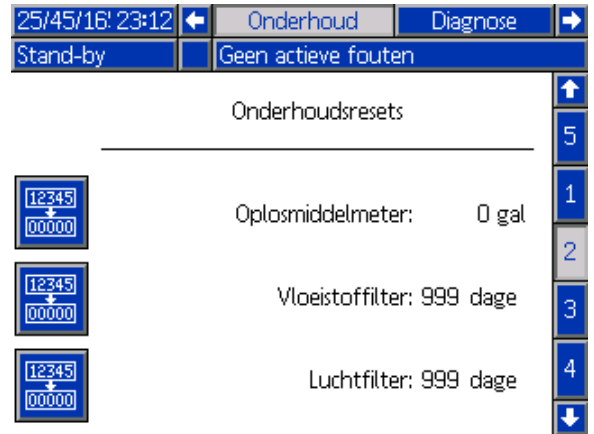 25/45/16' 23:12 Onderhoud Diagnose
Stand-by Geen actieve fouten
Onderhoudsresets
5
12345
00000
Oplosmiddelmeter: 0 gal
1
2
12345
00000
Vloeistoffilter: 999 dage
3
12345
00000
Luchtfilter: 999 dage
4